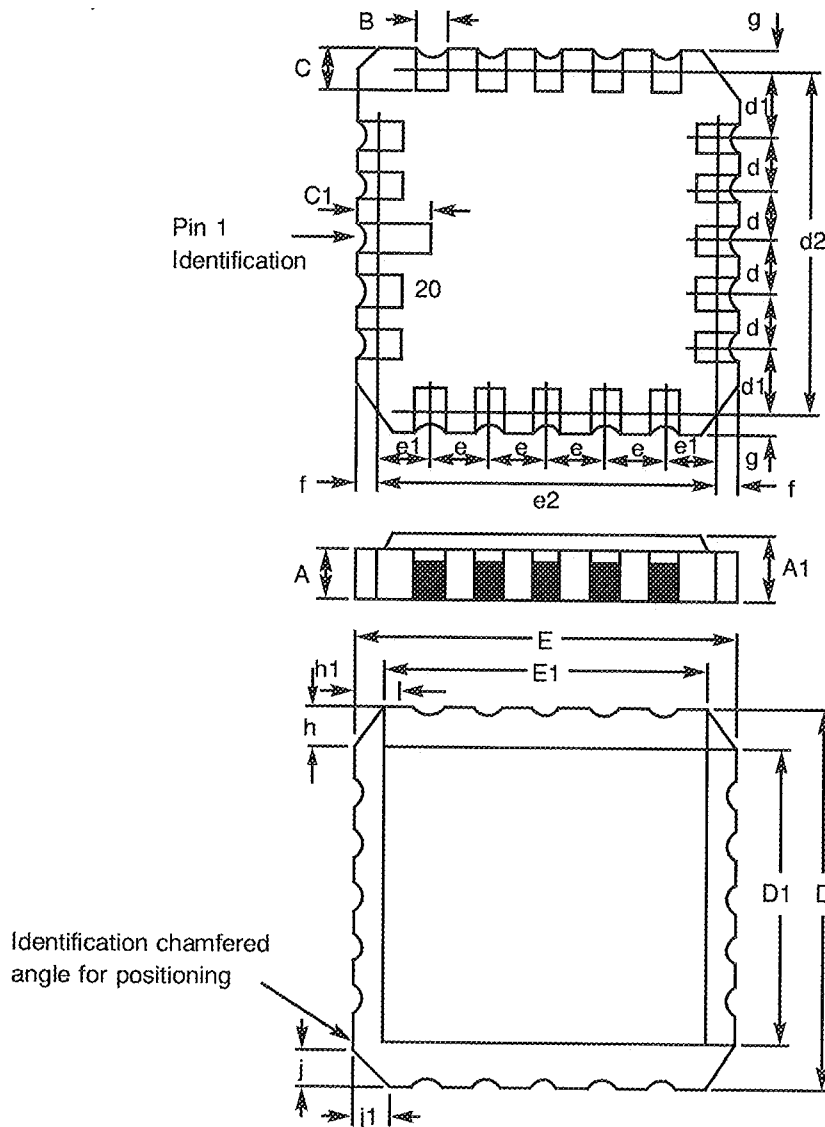 B
g
C
d1
d
C1
Pin 1
Identification
d
d2
d
20
d
d1
e1 e e e e e1
g
f
e2
f
A
A1
E
h1
E1
h
D1
D
Identification chamfered
angle for positioning
j
j1